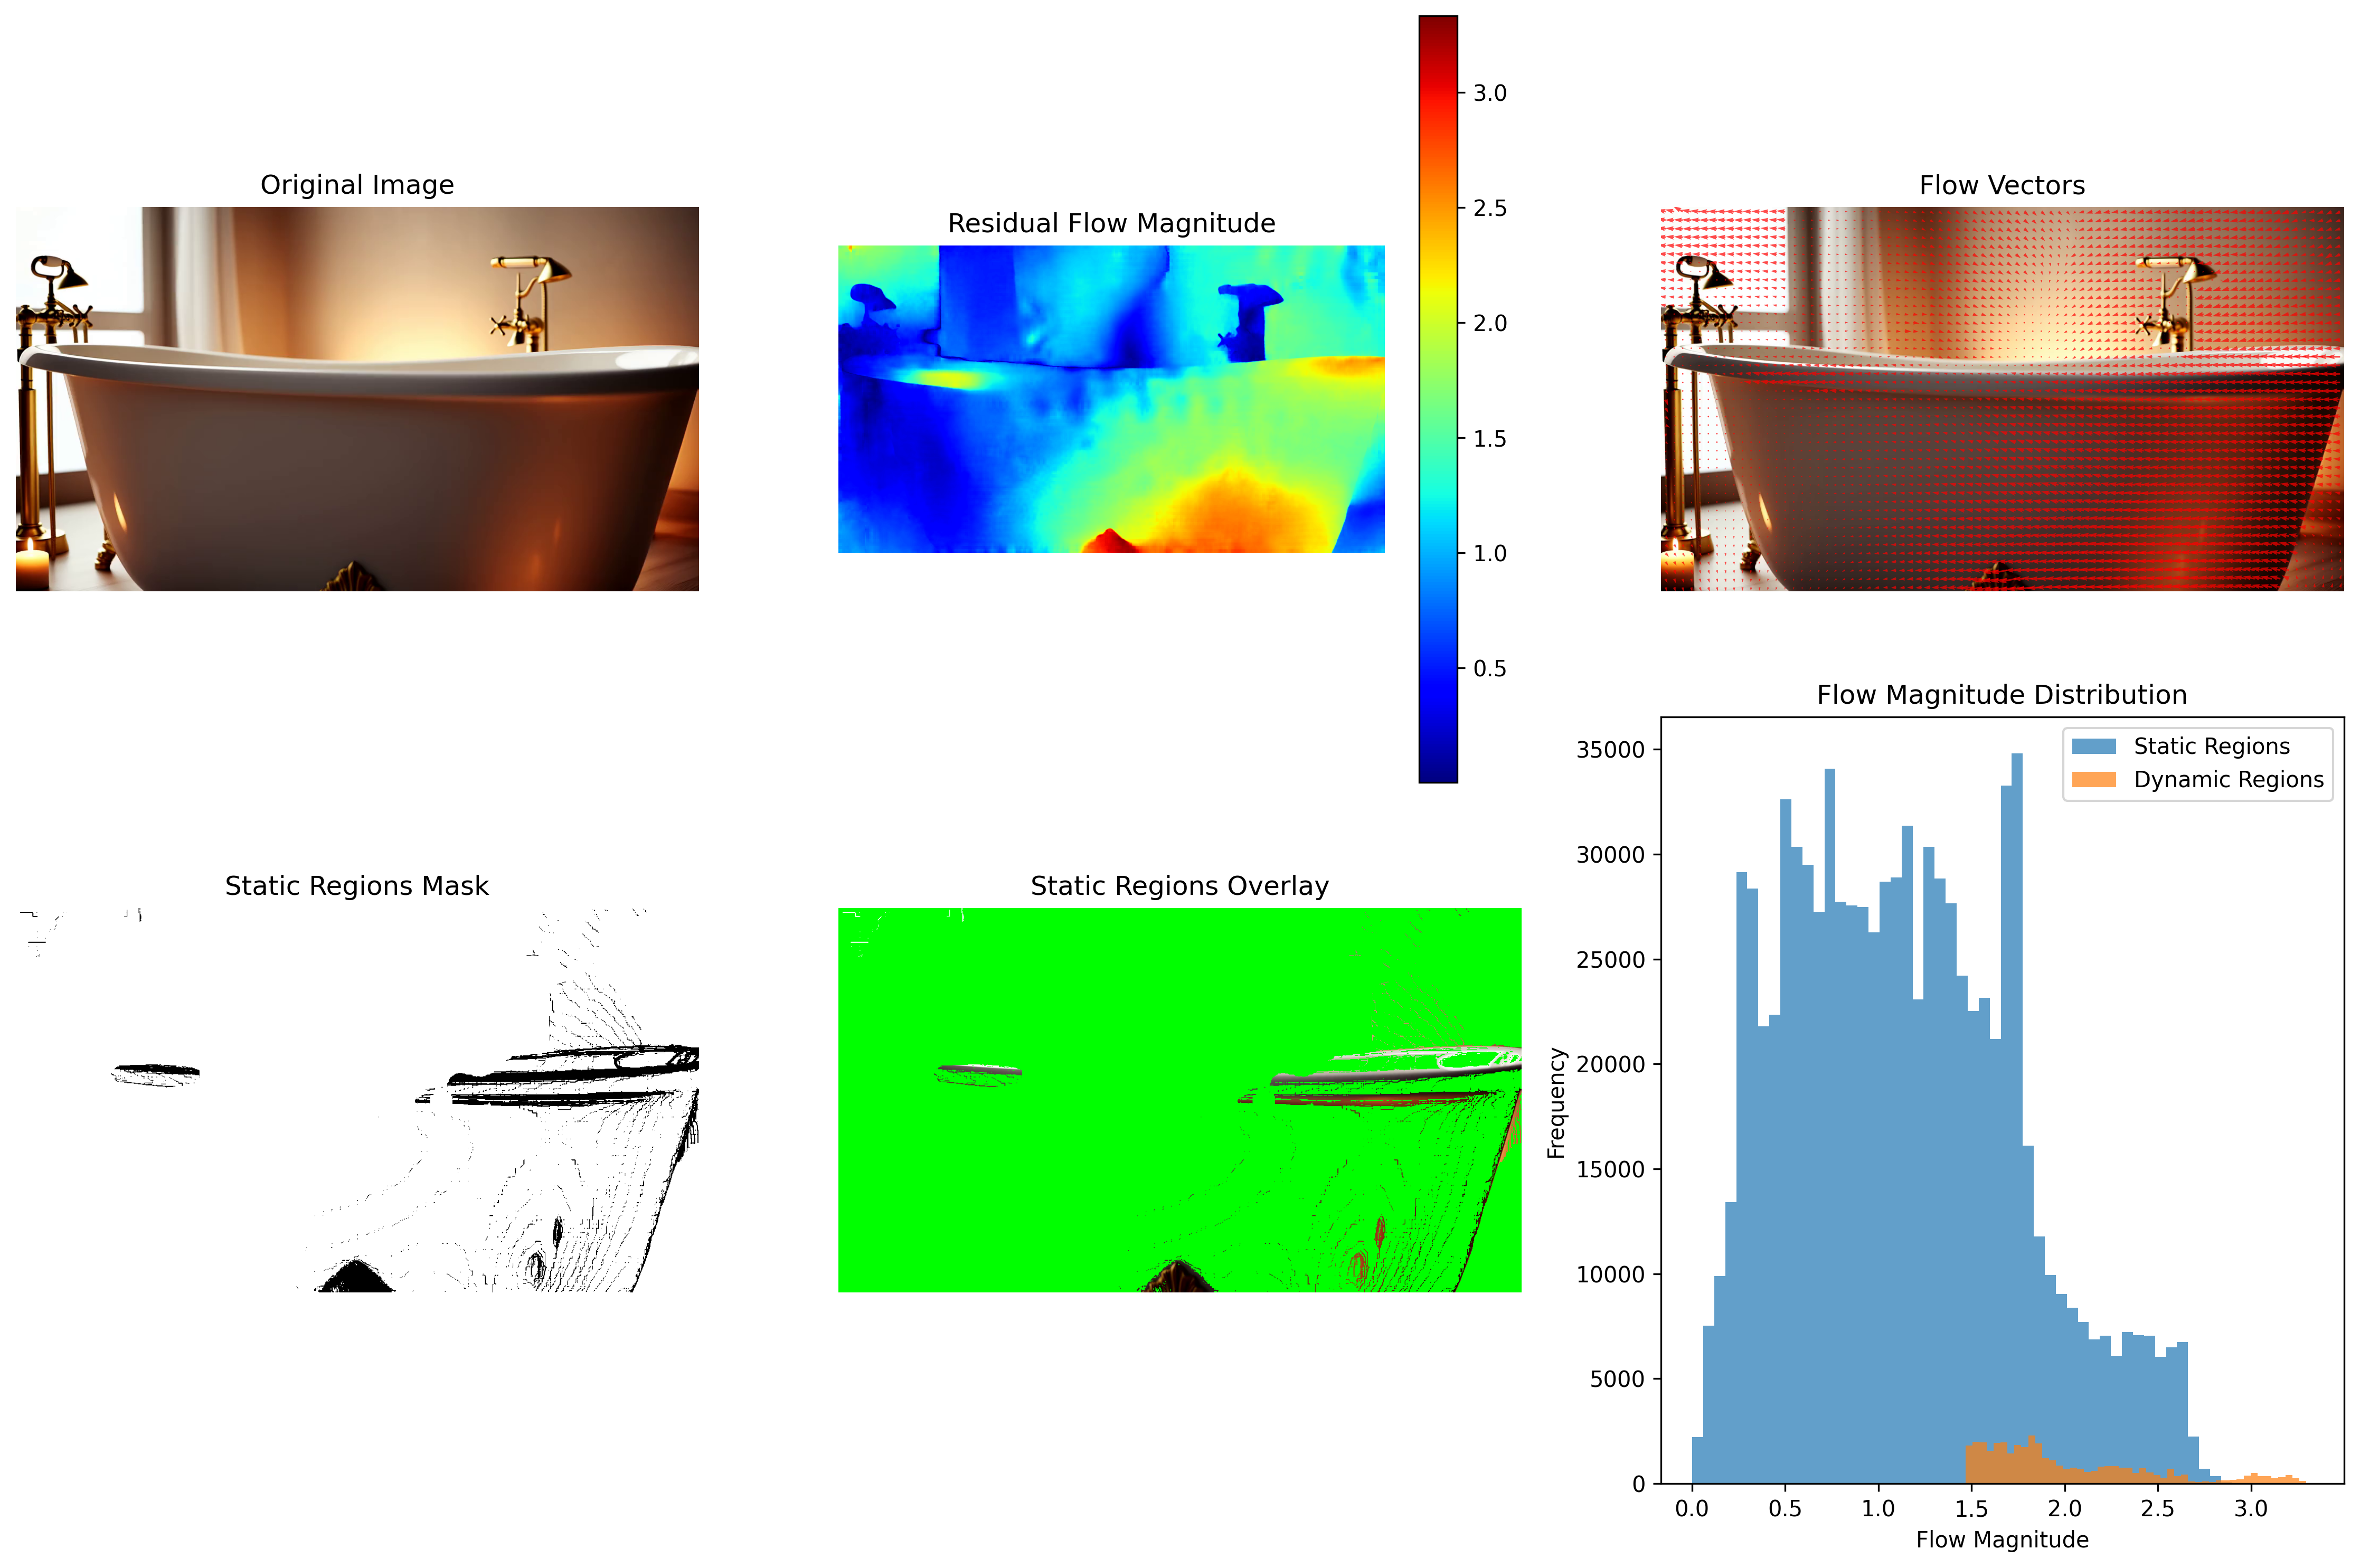 Original Image
Residual Flow Magnitude
3.0
2.5
2.0
1.5
1.0
0.5
Flow Vectors
Static Regions Mask
Static Regions Overlay
Flow Magnitude Distribution
Static Regions
Dynamic Regions
Frequency
35000
30000
25000
20000
15000
10000
5000
0
0.0 0.5 1.0 1.5 2.0 2.5 3.0
Flow Magnitude